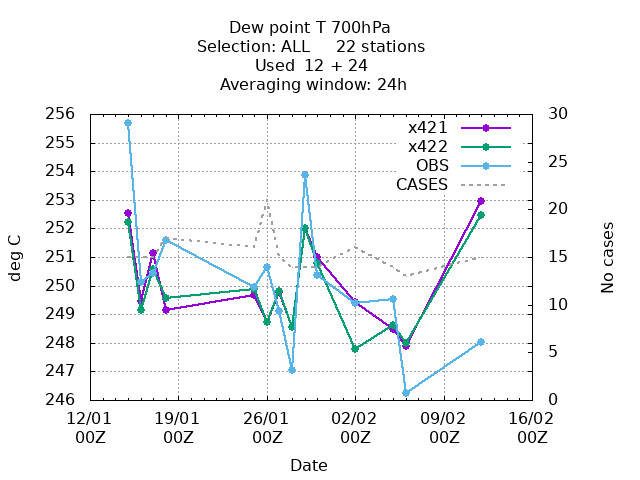 Dew point T 700hPa
Selection: ALL     22 stations
Used  12 + 24
Averaging window: 24h
x421
x422
OBS
CASES
256
255
254
253
252
251
250
249
248
247
246
30
25
20
15
10
5
0
deg C
No cases
12/01 19/01 26/01 02/02 09/02 16/02
00Z 00Z 00Z 00Z 00Z 00Z
Date